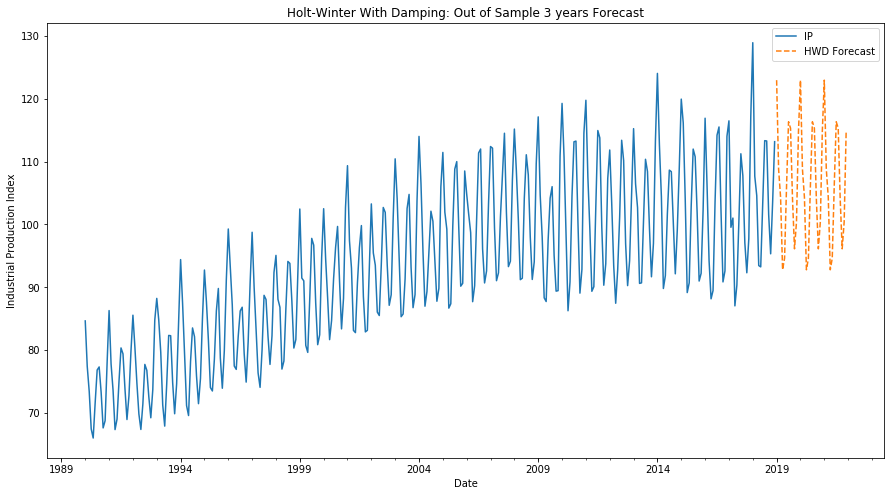 Holt-Winter With Damping: Out of Sample 3 years Forecast
IP
HWD Forecast
130
120
110
100
90
80
70
Industrial Production Index
1989
1994
1999
2004
2009
2014
2019
Date